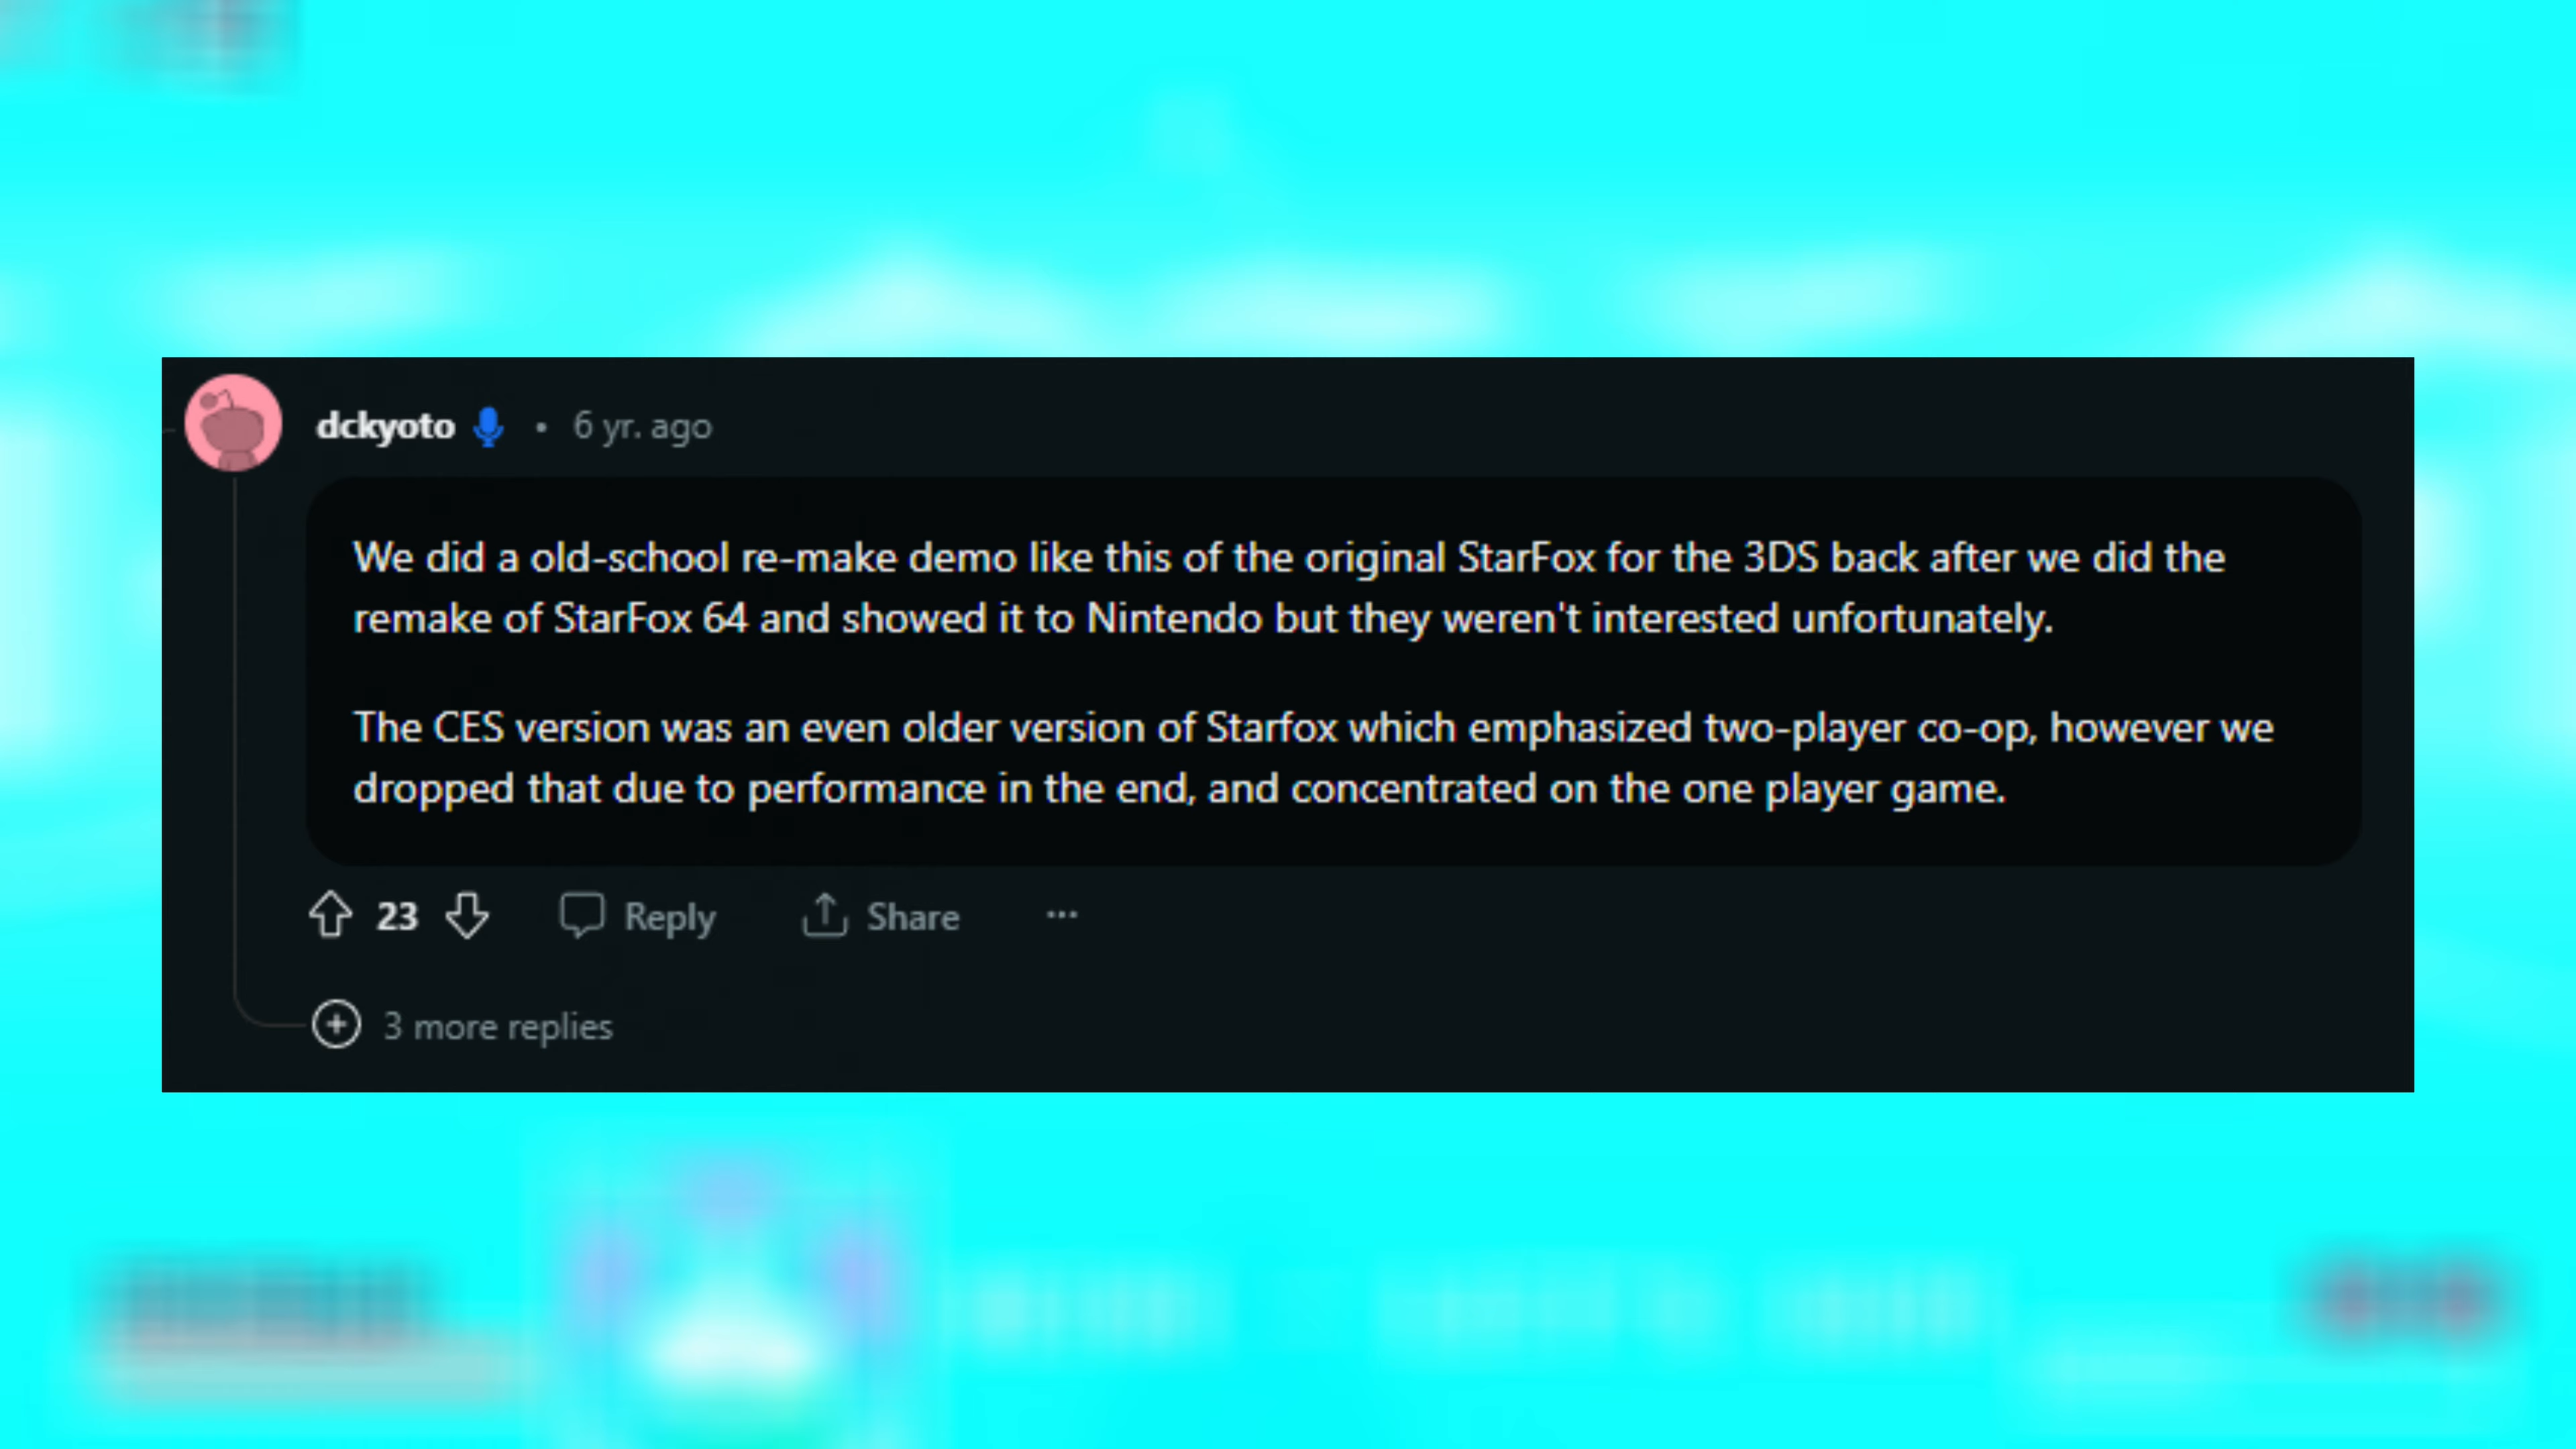 dckyoto • 6 yr. ago
We did a old-school re-make demo like this of the original StarFox for the 3DS back after we did the
remake of StarFox 64 and showed it to Nintendo but they weren't interested unfortunately.
The CES version was an even older version of Starfox which emphasized two-player co-op, however we
dropped that due to performance in the end, and concentrated on the one player game.
23 Reply Share ...
3 more replies